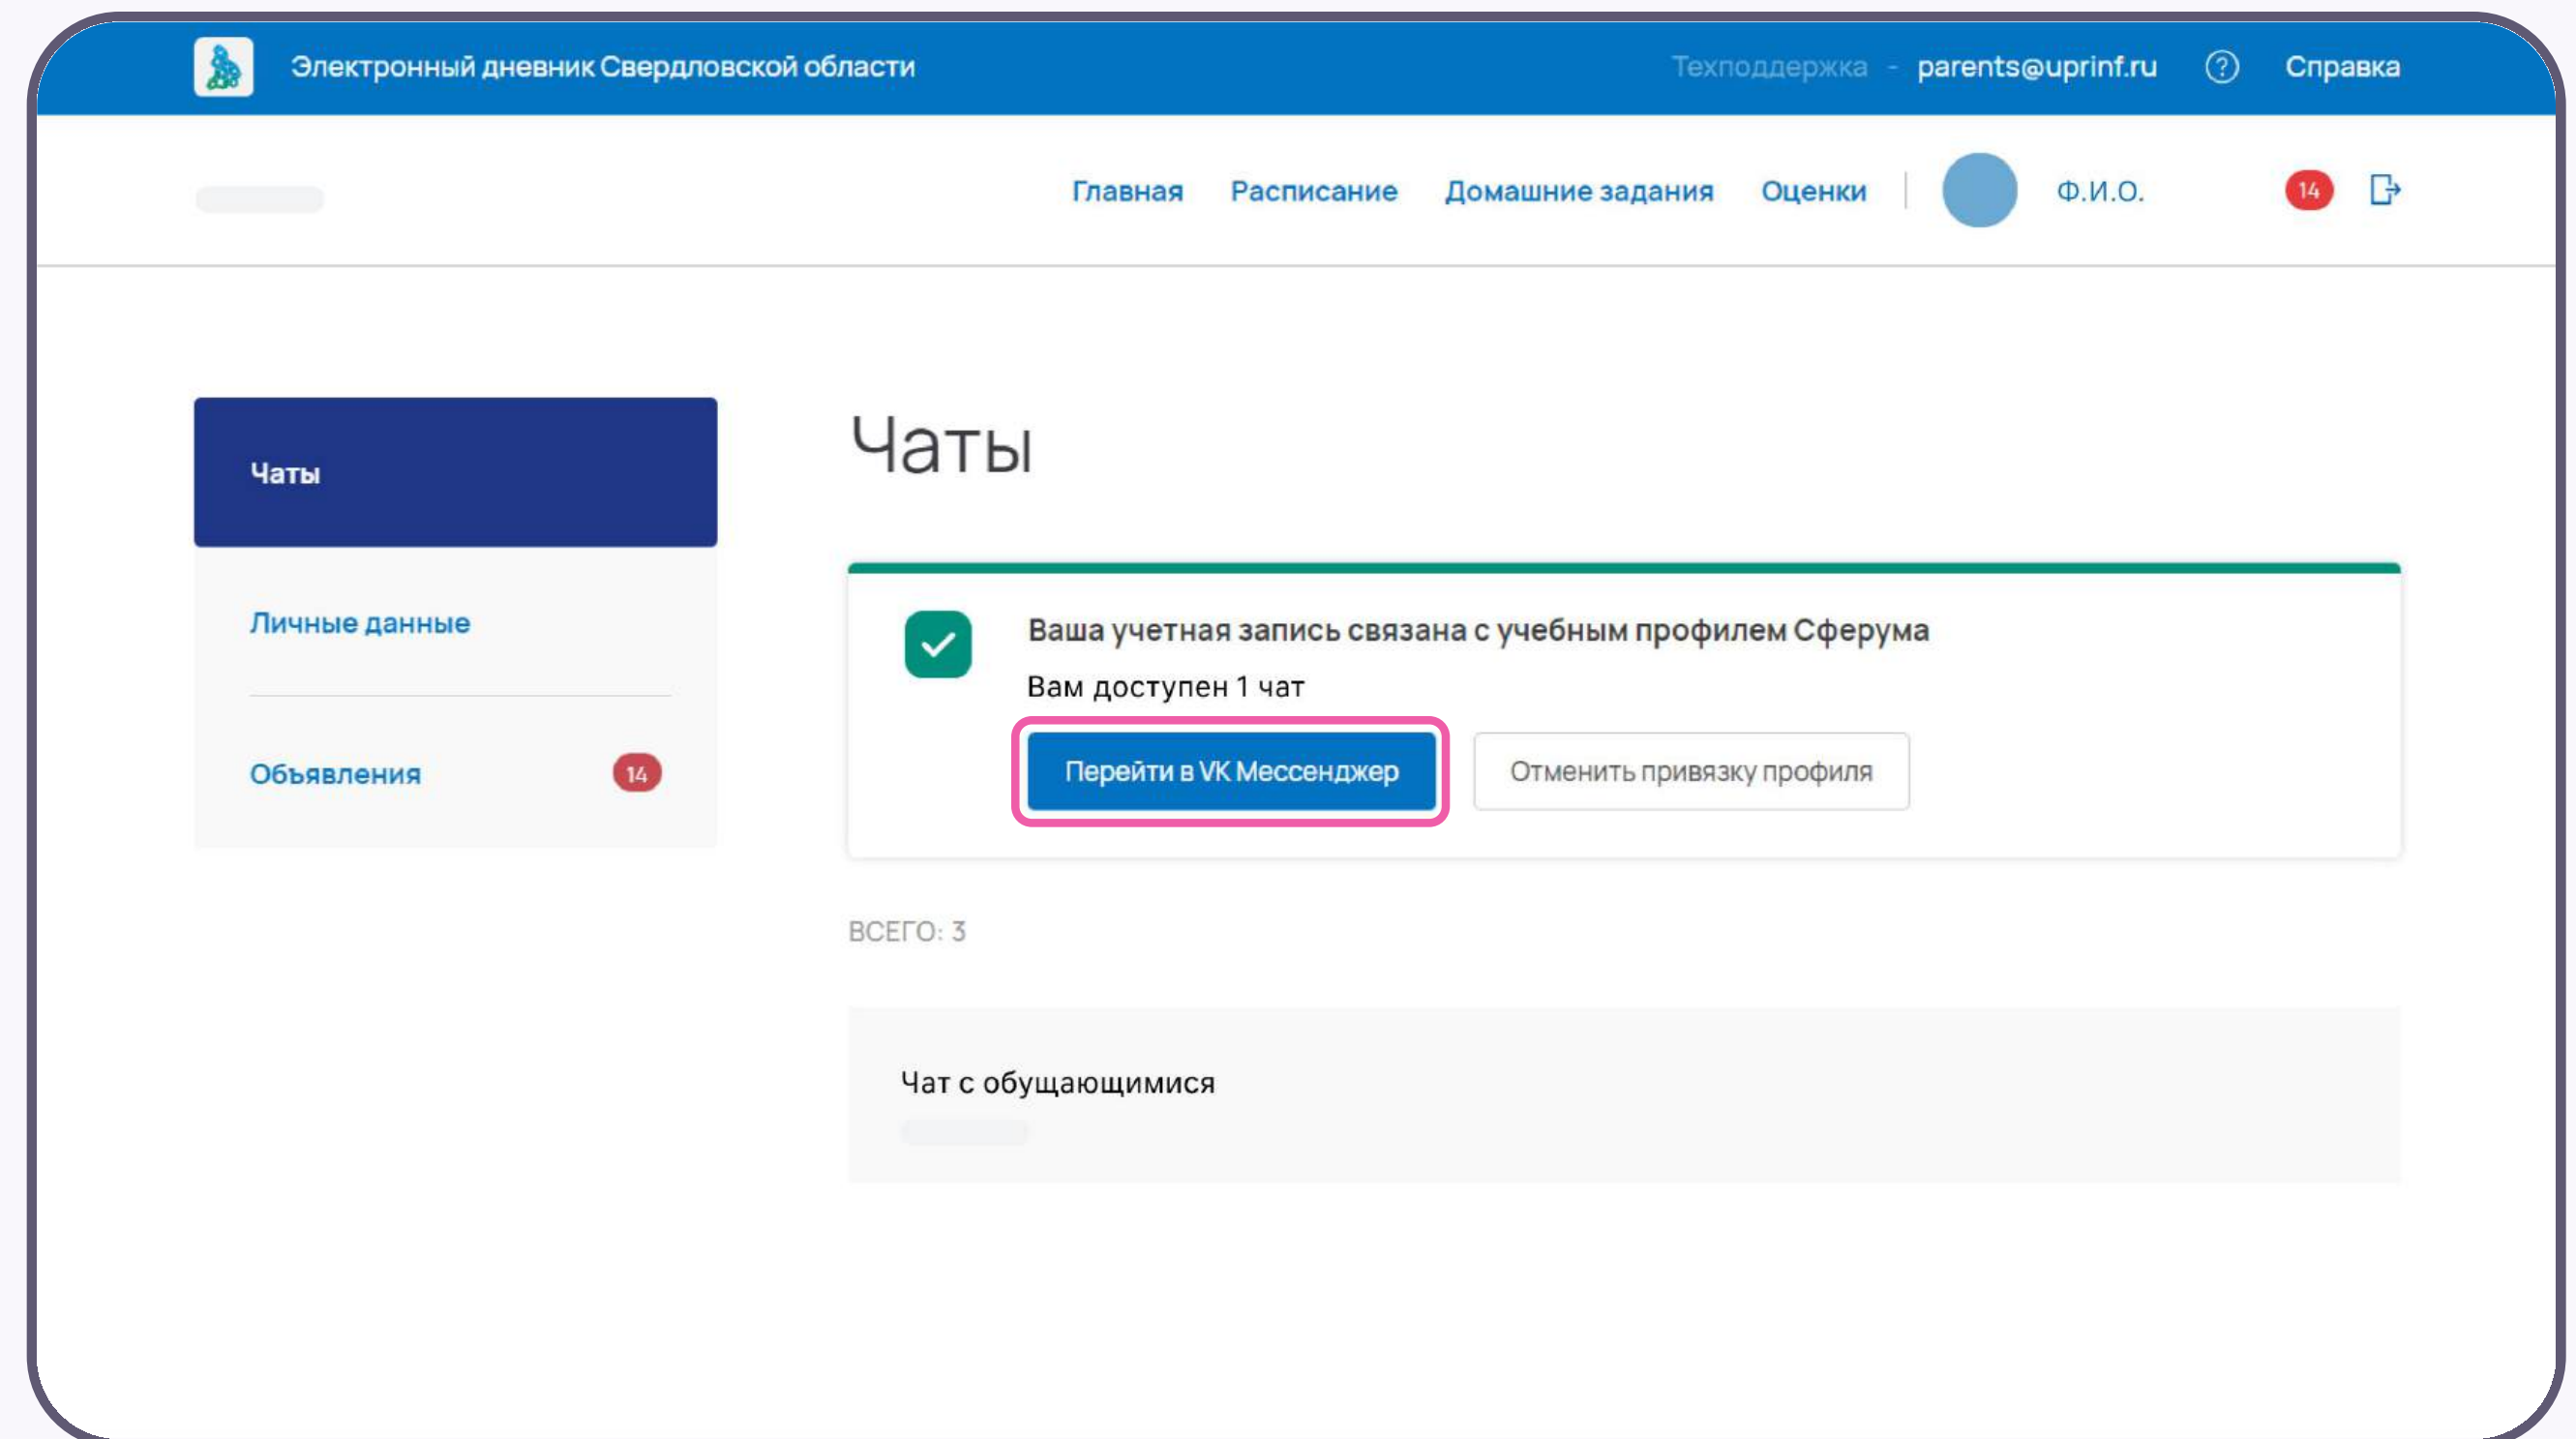 Электронный дневник Свердловской области
Техподдержка - parents@uprinf.ru ? Справка
Главная Расписание Домашние задания Оценки Ф.И.О. 14
Чаты
Личные данные
Объявления 14
Чаты
Ваша учетная запись связана с учебным профилем Сферума
Вам доступен 1 чат
Перейти в VK Мессенджер Отменить привязку профиля
ВСЕГО: 3
Чат с обущающимися